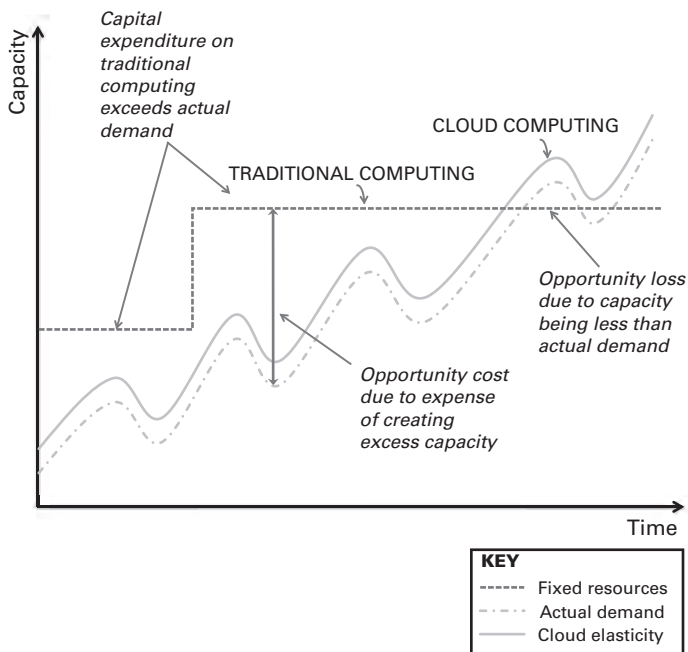 Capital
expenditure on
traditional
computing
exceeds actual
demand
Capacity
CLOUD COMPUTING
TRADITIONAL COMPUTING
Opportunity loss
due to capacity
being less than
actual demand
Opportunity cost
due to expense
of creating
excess capacity
Time
KEY
Fixed resources
Actual demand
Cloud elasticity